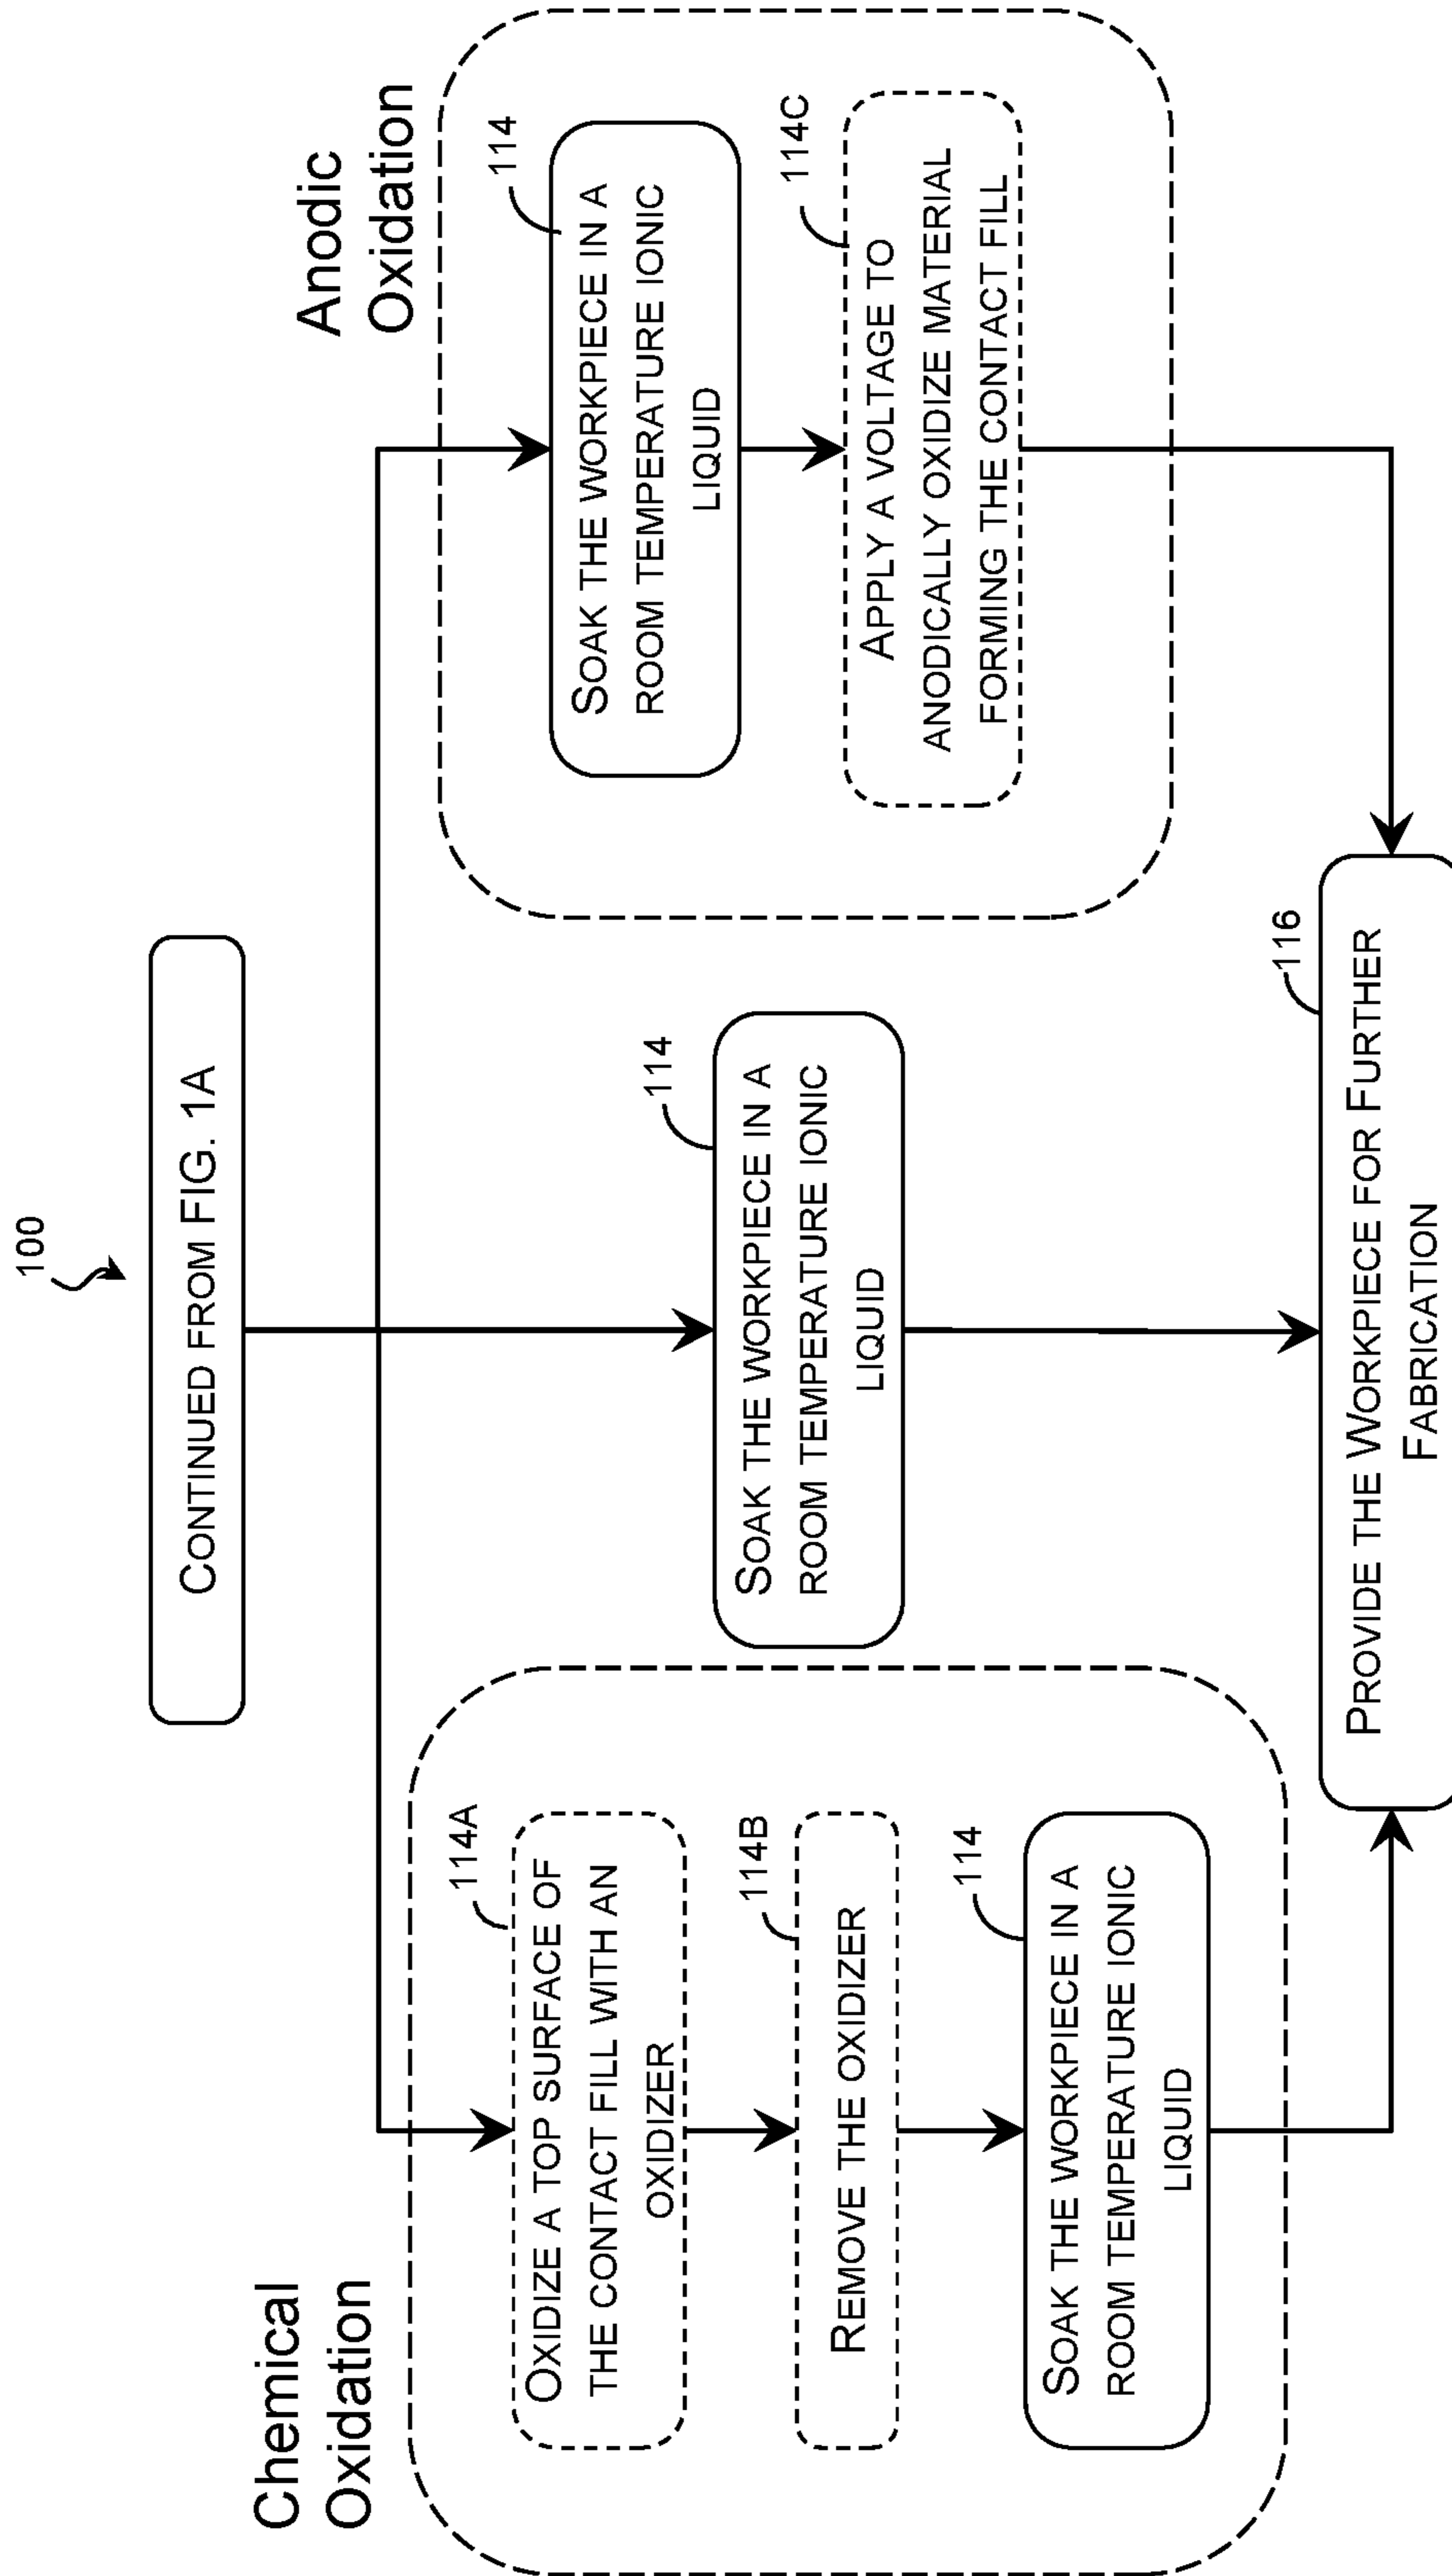 100
CONTINUED FROM FIG. 1A
Chemical
Oxidation
114A
OXIDIZE A TOP SURFACE OF
THE CONTACT FILL WITH AN
OXIDIZER
114B
REMOVE THE OXIDIZER
114
SOAK THE WORKPIECE IN A
ROOM TEMPERATURE IONIC
LIQUID
114
SOAK THE WORKPIECE IN A
ROOM TEMPERATURE IONIC
LIQUID
Anodic
Oxidation
114
SOAK THE WORKPIECE IN A
ROOM TEMPERATURE IONIC
LIQUID
114C
APPLY A VOLTAGE TO
ANODICALLY OXIDIZE MATERIAL
FORMING THE CONTACT FILL
116
PROVIDE THE WORKPIECE FOR FURTHER
FABRICATION